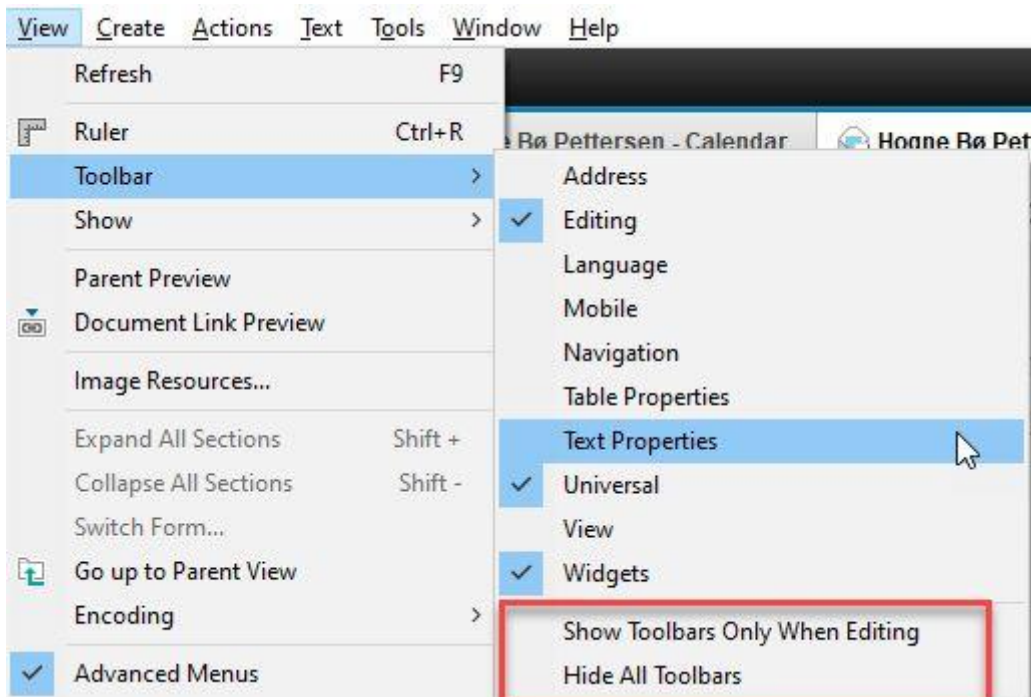 View Create Actions Text Tools Window Help
Refresh F9
Ruler Ctrl+R
Toolbar >
Show >
Parent Preview
Document Link Preview
Image Resources...
Expand All Sections Shift +
Collapse All Sections Shift -
Switch Form...
Go up to Parent View
Encoding >
Advanced Menus
Bø Pettersen - Calendar
Hogne Bø Pet
Address
Editing
Language
Mobile
Navigation
Table Properties
Text Properties
Universal
View
Widgets
Show Toolbars Only When Editing
Hide All Toolbars